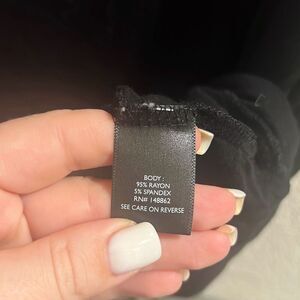 BODY :
95% RAYON
5% SPANDEX
RN# 148862
SEE CARE ON REVERSE